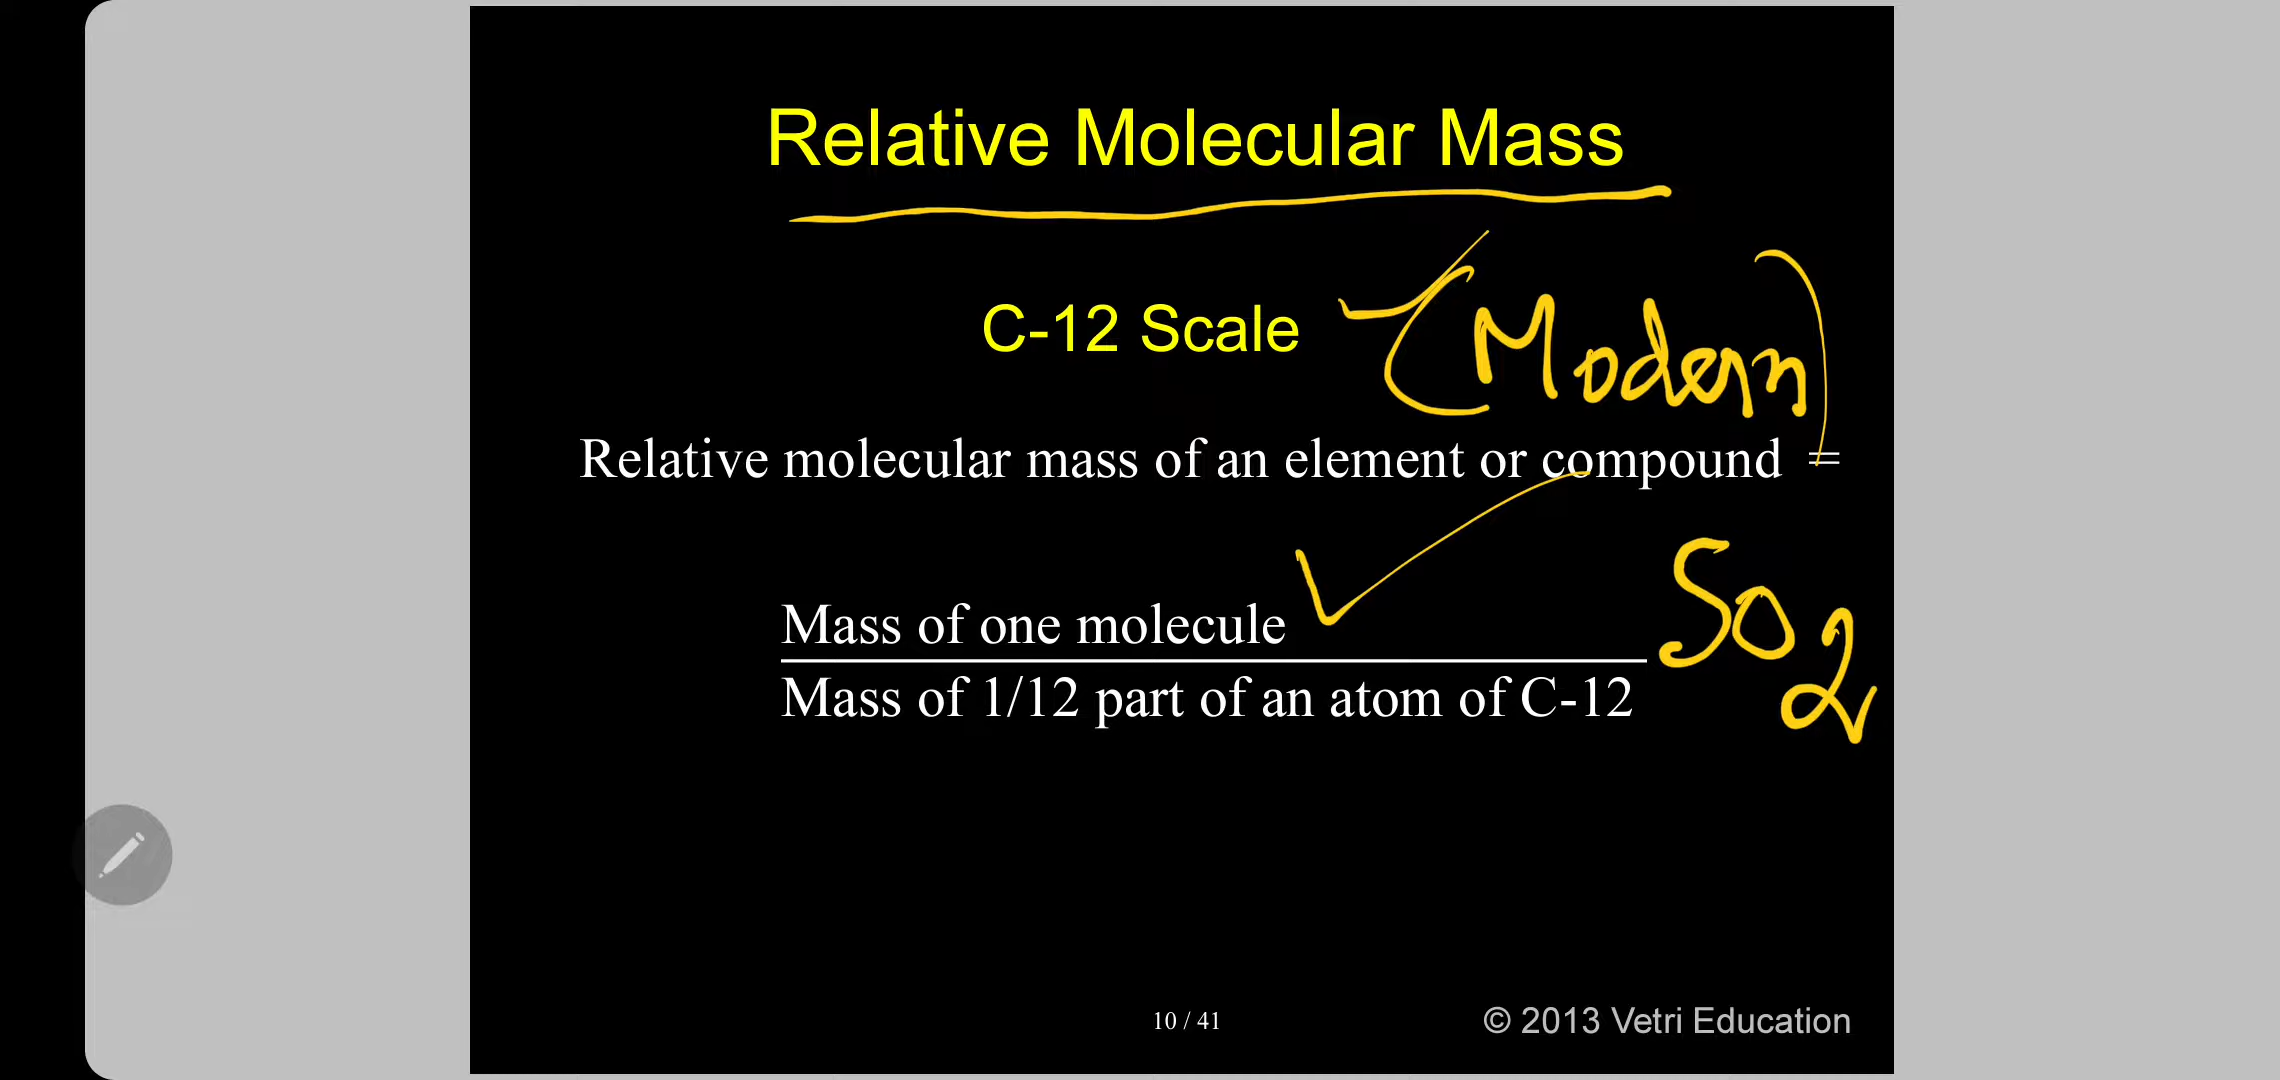 Relative Molecular Mass
C-12 Scale (Modern)
Relative molecular mass of an element or compound =
Mass of one molecule
SO2
Mass of 1/12 part of an atom of C-12
10 / 41
© 2013 Vetri Education